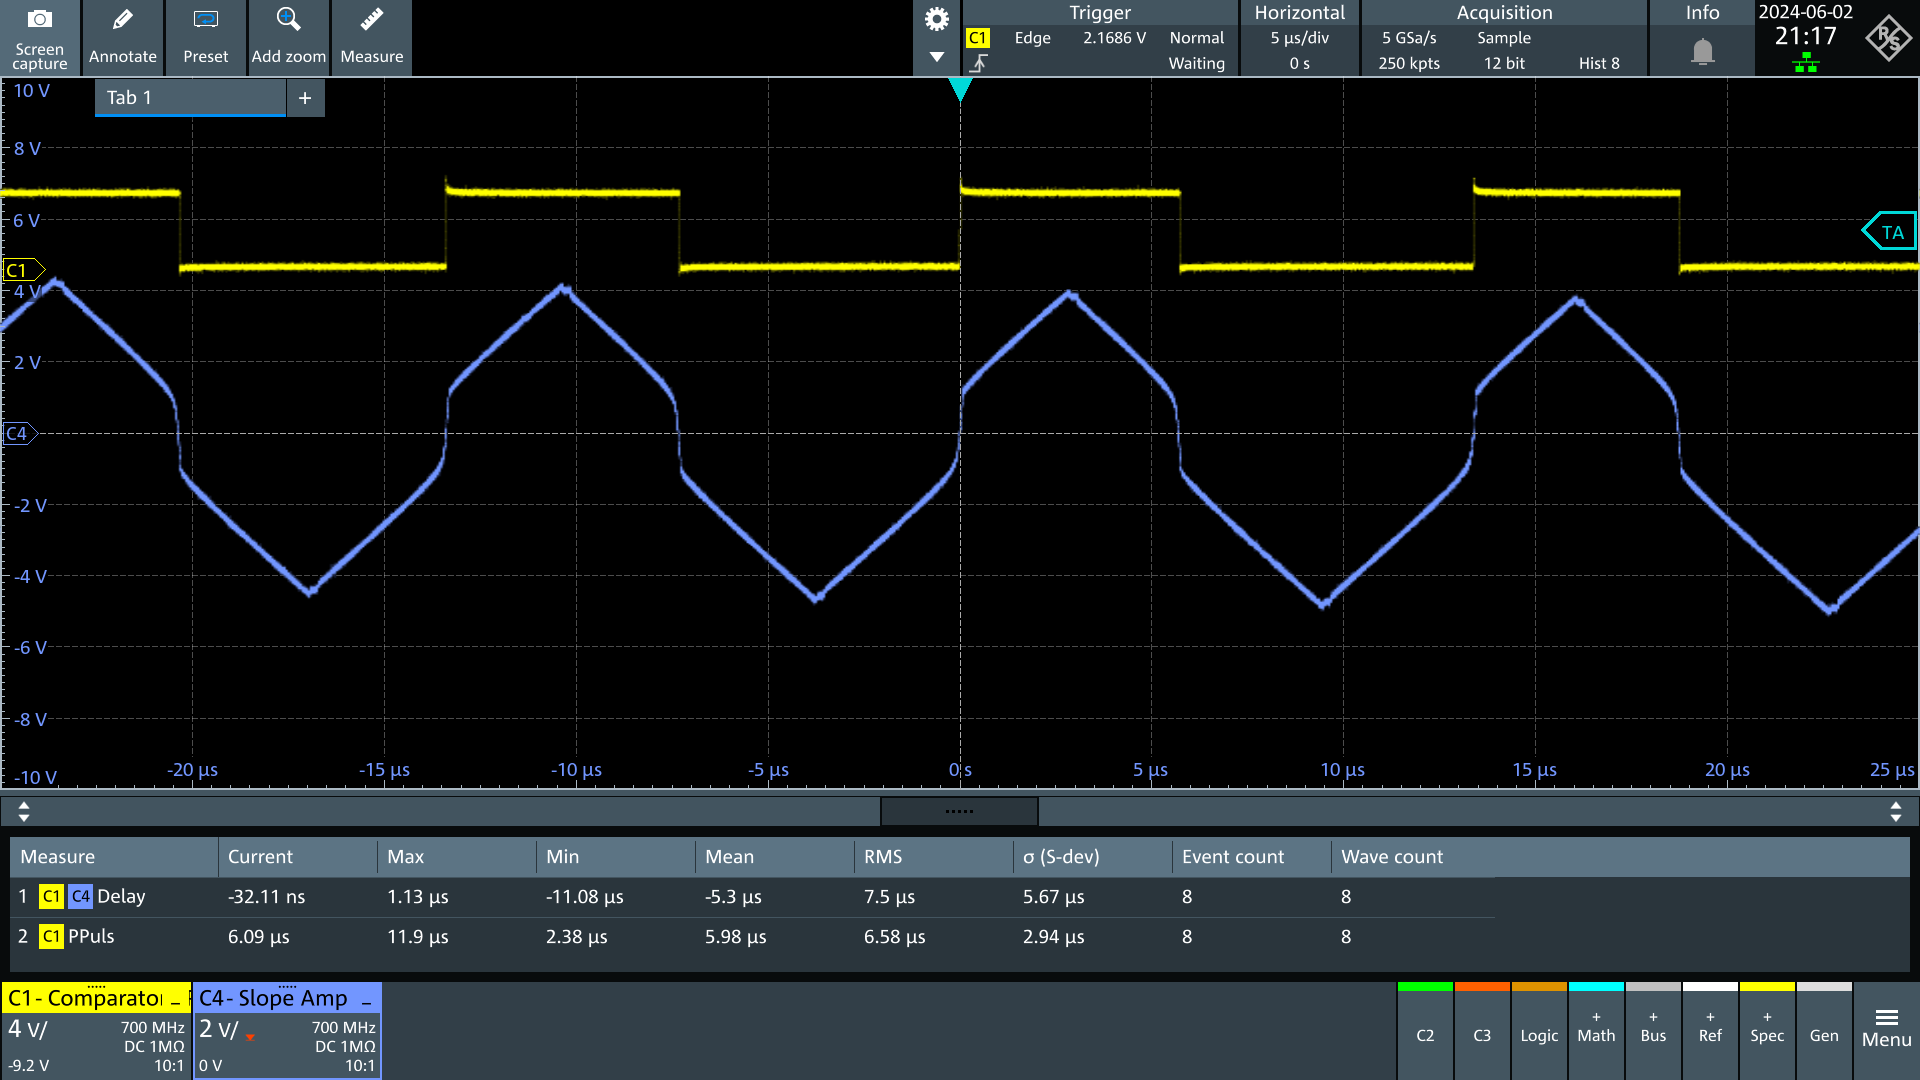 Screen capture
Annotate
Preset
Add zoom
Measure
Trigger
C1 Edge 2.1686 V Normal
Waiting
Horizontal
5 µs/div
0 s
Acquisition
5 GSa/s Sample
250 kpts 12 bit Hist 8
Info
2024-06-02
21:17
R S
Tab 1 +
10 V
8 V
6 V
4 V
2 V
-2 V
-4 V
-6 V
-8 V
-10 V
C1
C4
TA
-20 µs -15 µs -10 µs -5 µs 0 s 5 µs 10 µs 15 µs 20 µs 25 µs
Measure Current Max Min Mean RMS σ (S-dev) Event count Wave count
1 C1 C4 Delay -32.11 ns 1.13 µs -11.08 µs -5.3 µs 7.5 µs 5.67 µs 8 8
2 C1 PPuls 6.09 µs 11.9 µs 2.38 µs 5.98 µs 6.58 µs 2.94 µs 8 8
C1 - Comparator
4 V/ 700 MHz
DC 1MΩ
-9.2 V 10:1
C4 - Slope Amp
2 V/ 700 MHz
DC 1MΩ
0 V 10:1
C2
C3
Logic
+ Math
+ Bus
+ Ref
+ Spec
Gen
Menu